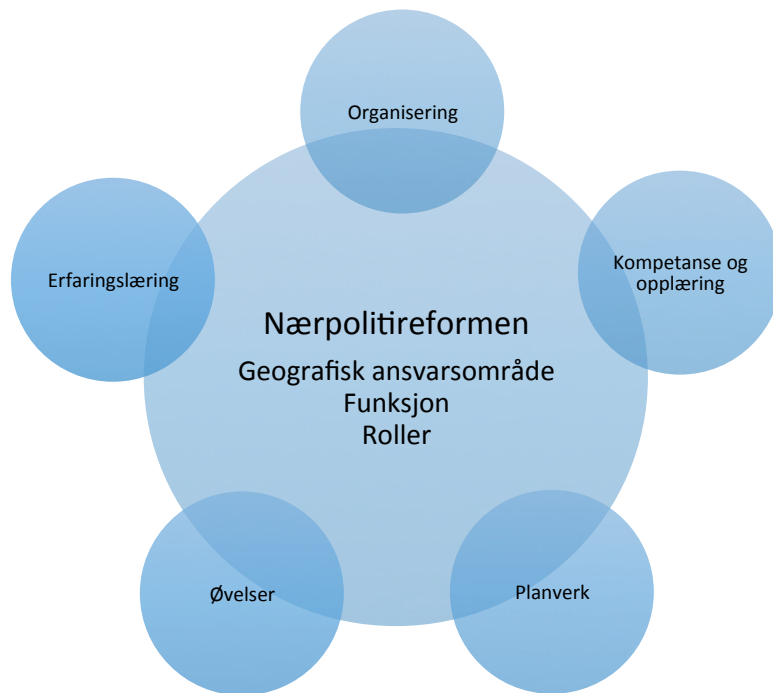 Organisering
Erfaringslæring
Kompetanse og
opplæring
Nærpolitireformen
Geografisk ansvarsområde
Funksjon
Roller
Øvelser
Planverk